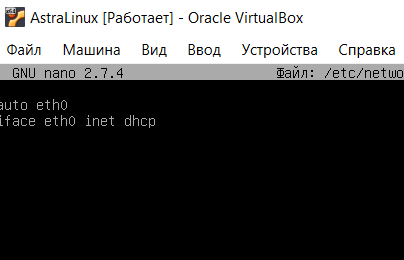 AstraLinux [Работает] - Oracle VirtualBox
Файл Машина Вид Ввод Устройства Справка
GNU nano 2.7.4 Файл: /etc/netwo
auto eth0
iface eth0 inet dhcp